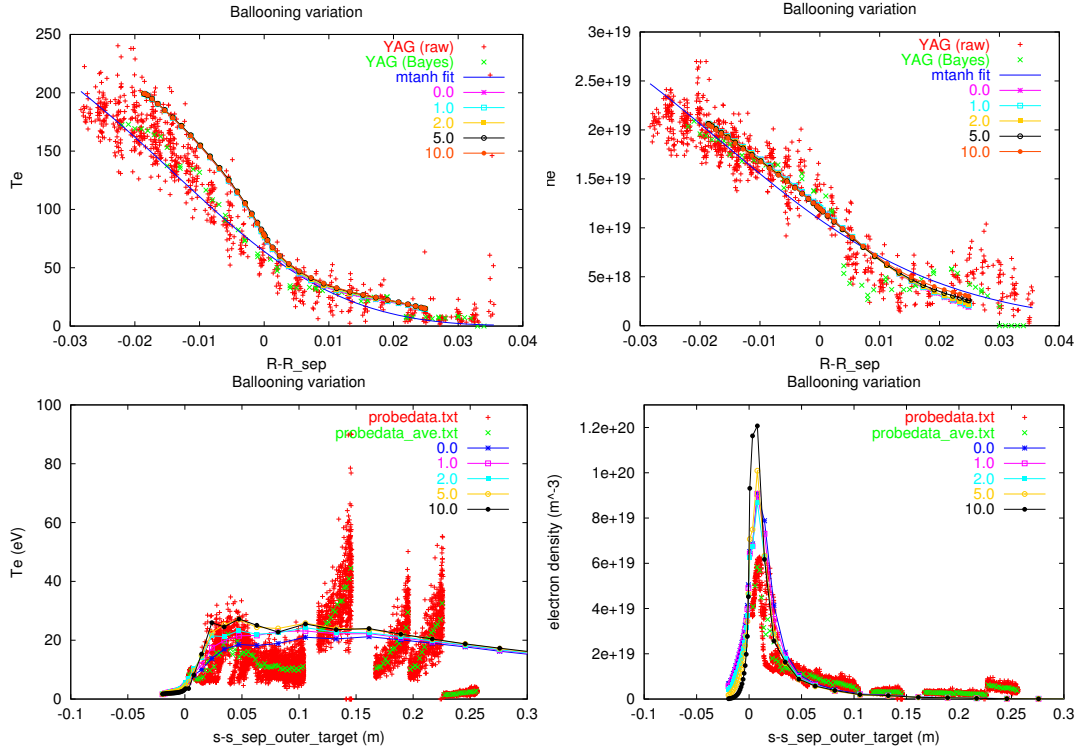 Ballooning variation
YAG (raw)
YAG (Bayes)
mtanh fit
0.0
1.0
2.0
5.0
10.0
Te
250
200
150
100
50
0
-0.03 -0.02 -0.01 0 0.01 0.02 0.03 0.04
R-R_sep
Ballooning variation
YAG (raw)
YAG (Bayes)
mtanh fit
0.0
1.0
2.0
5.0
10.0
ne
3e+19
2.5e+19
2e+19
1.5e+19
1e+19
5e+18
0
-0.03 -0.02 -0.01 0 0.01 0.02 0.03 0.04
R-R_sep
Ballooning variation
probedata.txt
probedata_ave.txt
0.0
1.0
2.0
5.0
10.0
Te (eV)
100
80
60
40
20
0
-0.1 -0.05 0 0.05 0.1 0.15 0.2 0.25 0.3
s-s_sep_outer_target (m)
Ballooning variation
probedata.txt
probedata_ave.txt
0.0
1.0
2.0
5.0
10.0
electron density (m^-3)
1.2e+20
1e+20
8e+19
6e+19
4e+19
2e+19
0
-0.1 -0.05 0 0.05 0.1 0.15 0.2 0.25 0.3
s-s_sep_outer_target (m)